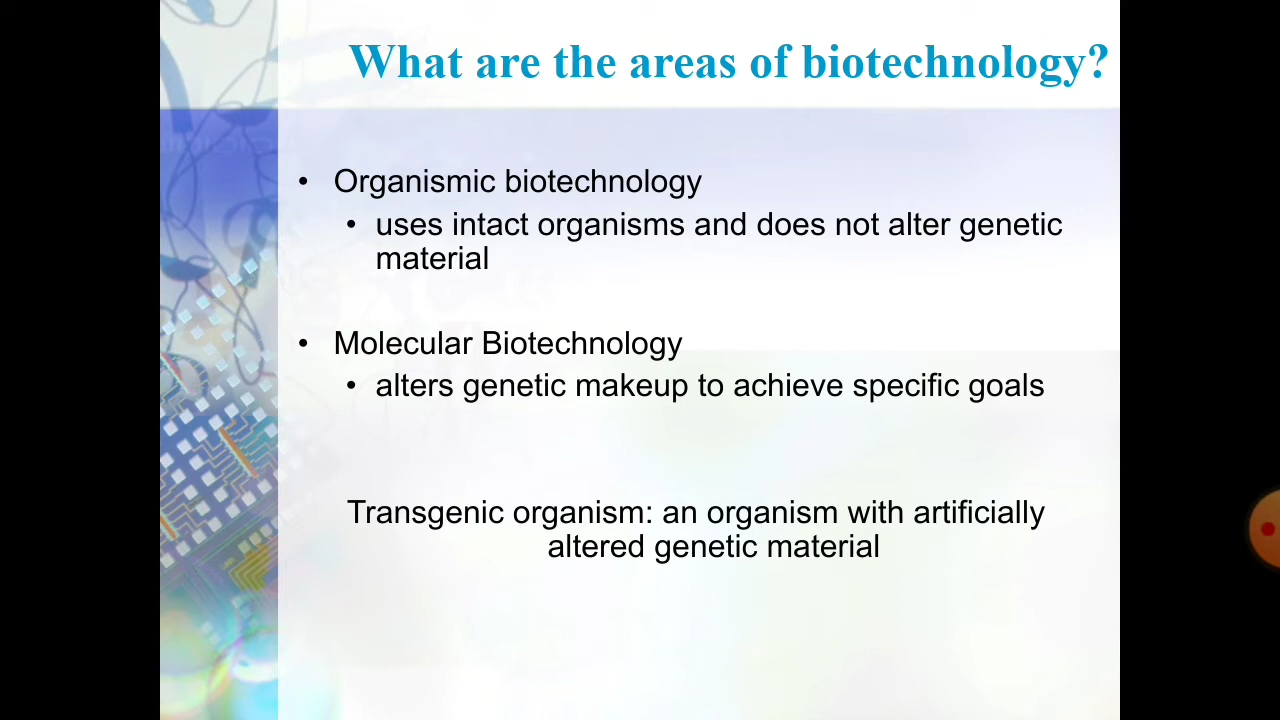 What are the areas of biotechnology?
• Organismic biotechnology
• uses intact organisms and does not alter genetic
material
• Molecular Biotechnology
• alters genetic makeup to achieve specific goals
Transgenic organism: an organism with artificially
altered genetic material